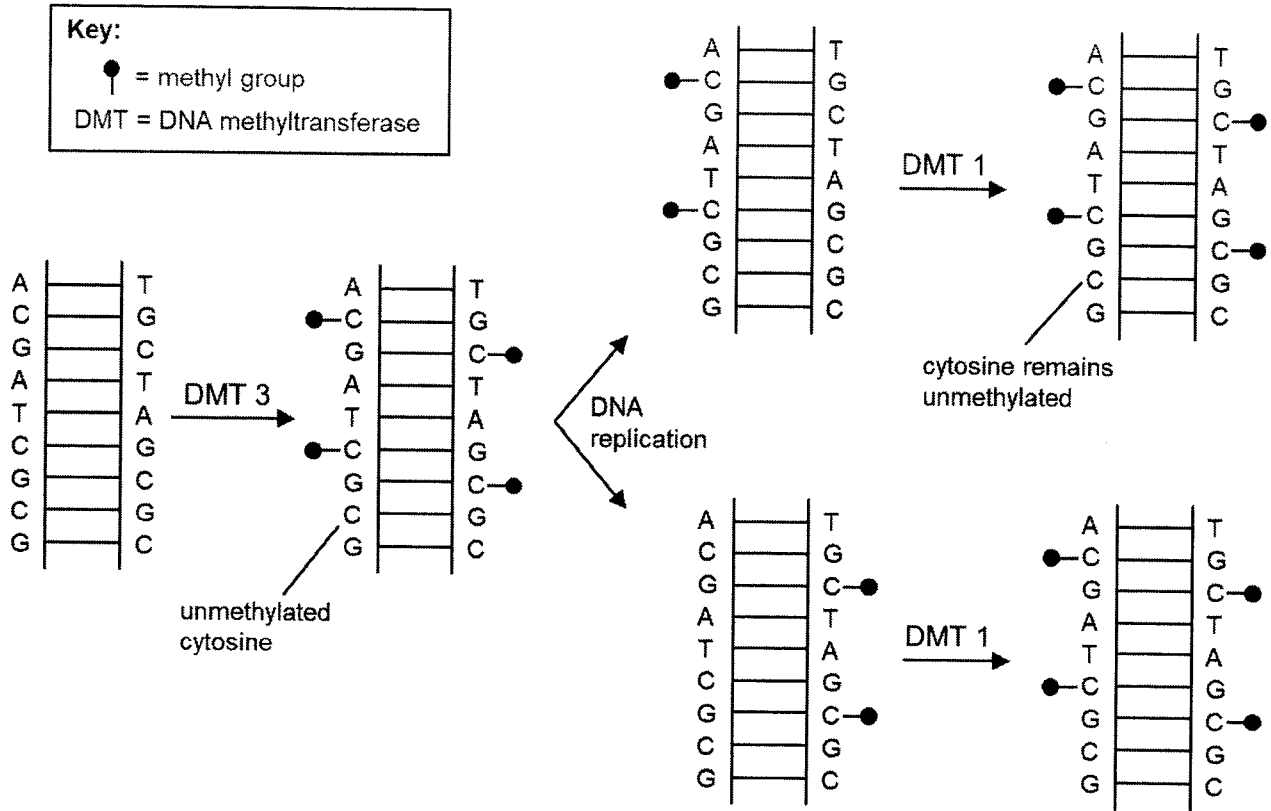 Key:
= methyl group
DMT = DNA methyltransferase
A T
C G
G C
A T
T A
C G
G C
C G
G C
DMT 3
A T
C G
G C
A T
T A
C G
G C
C G
G C
unmethylated
cytosine
DNA
replication
A T
C G
G C
A T
T A
C G
G C
C G
G C
DMT 1
A T
C G
G C
A T
T A
C G
G C
C G
G C
cytosine remains
unmethylated
A T
C G
G C
A T
T A
C G
G C
C G
G C
DMT 1
A T
C G
G C
A T
T A
C G
G C
C G
G C